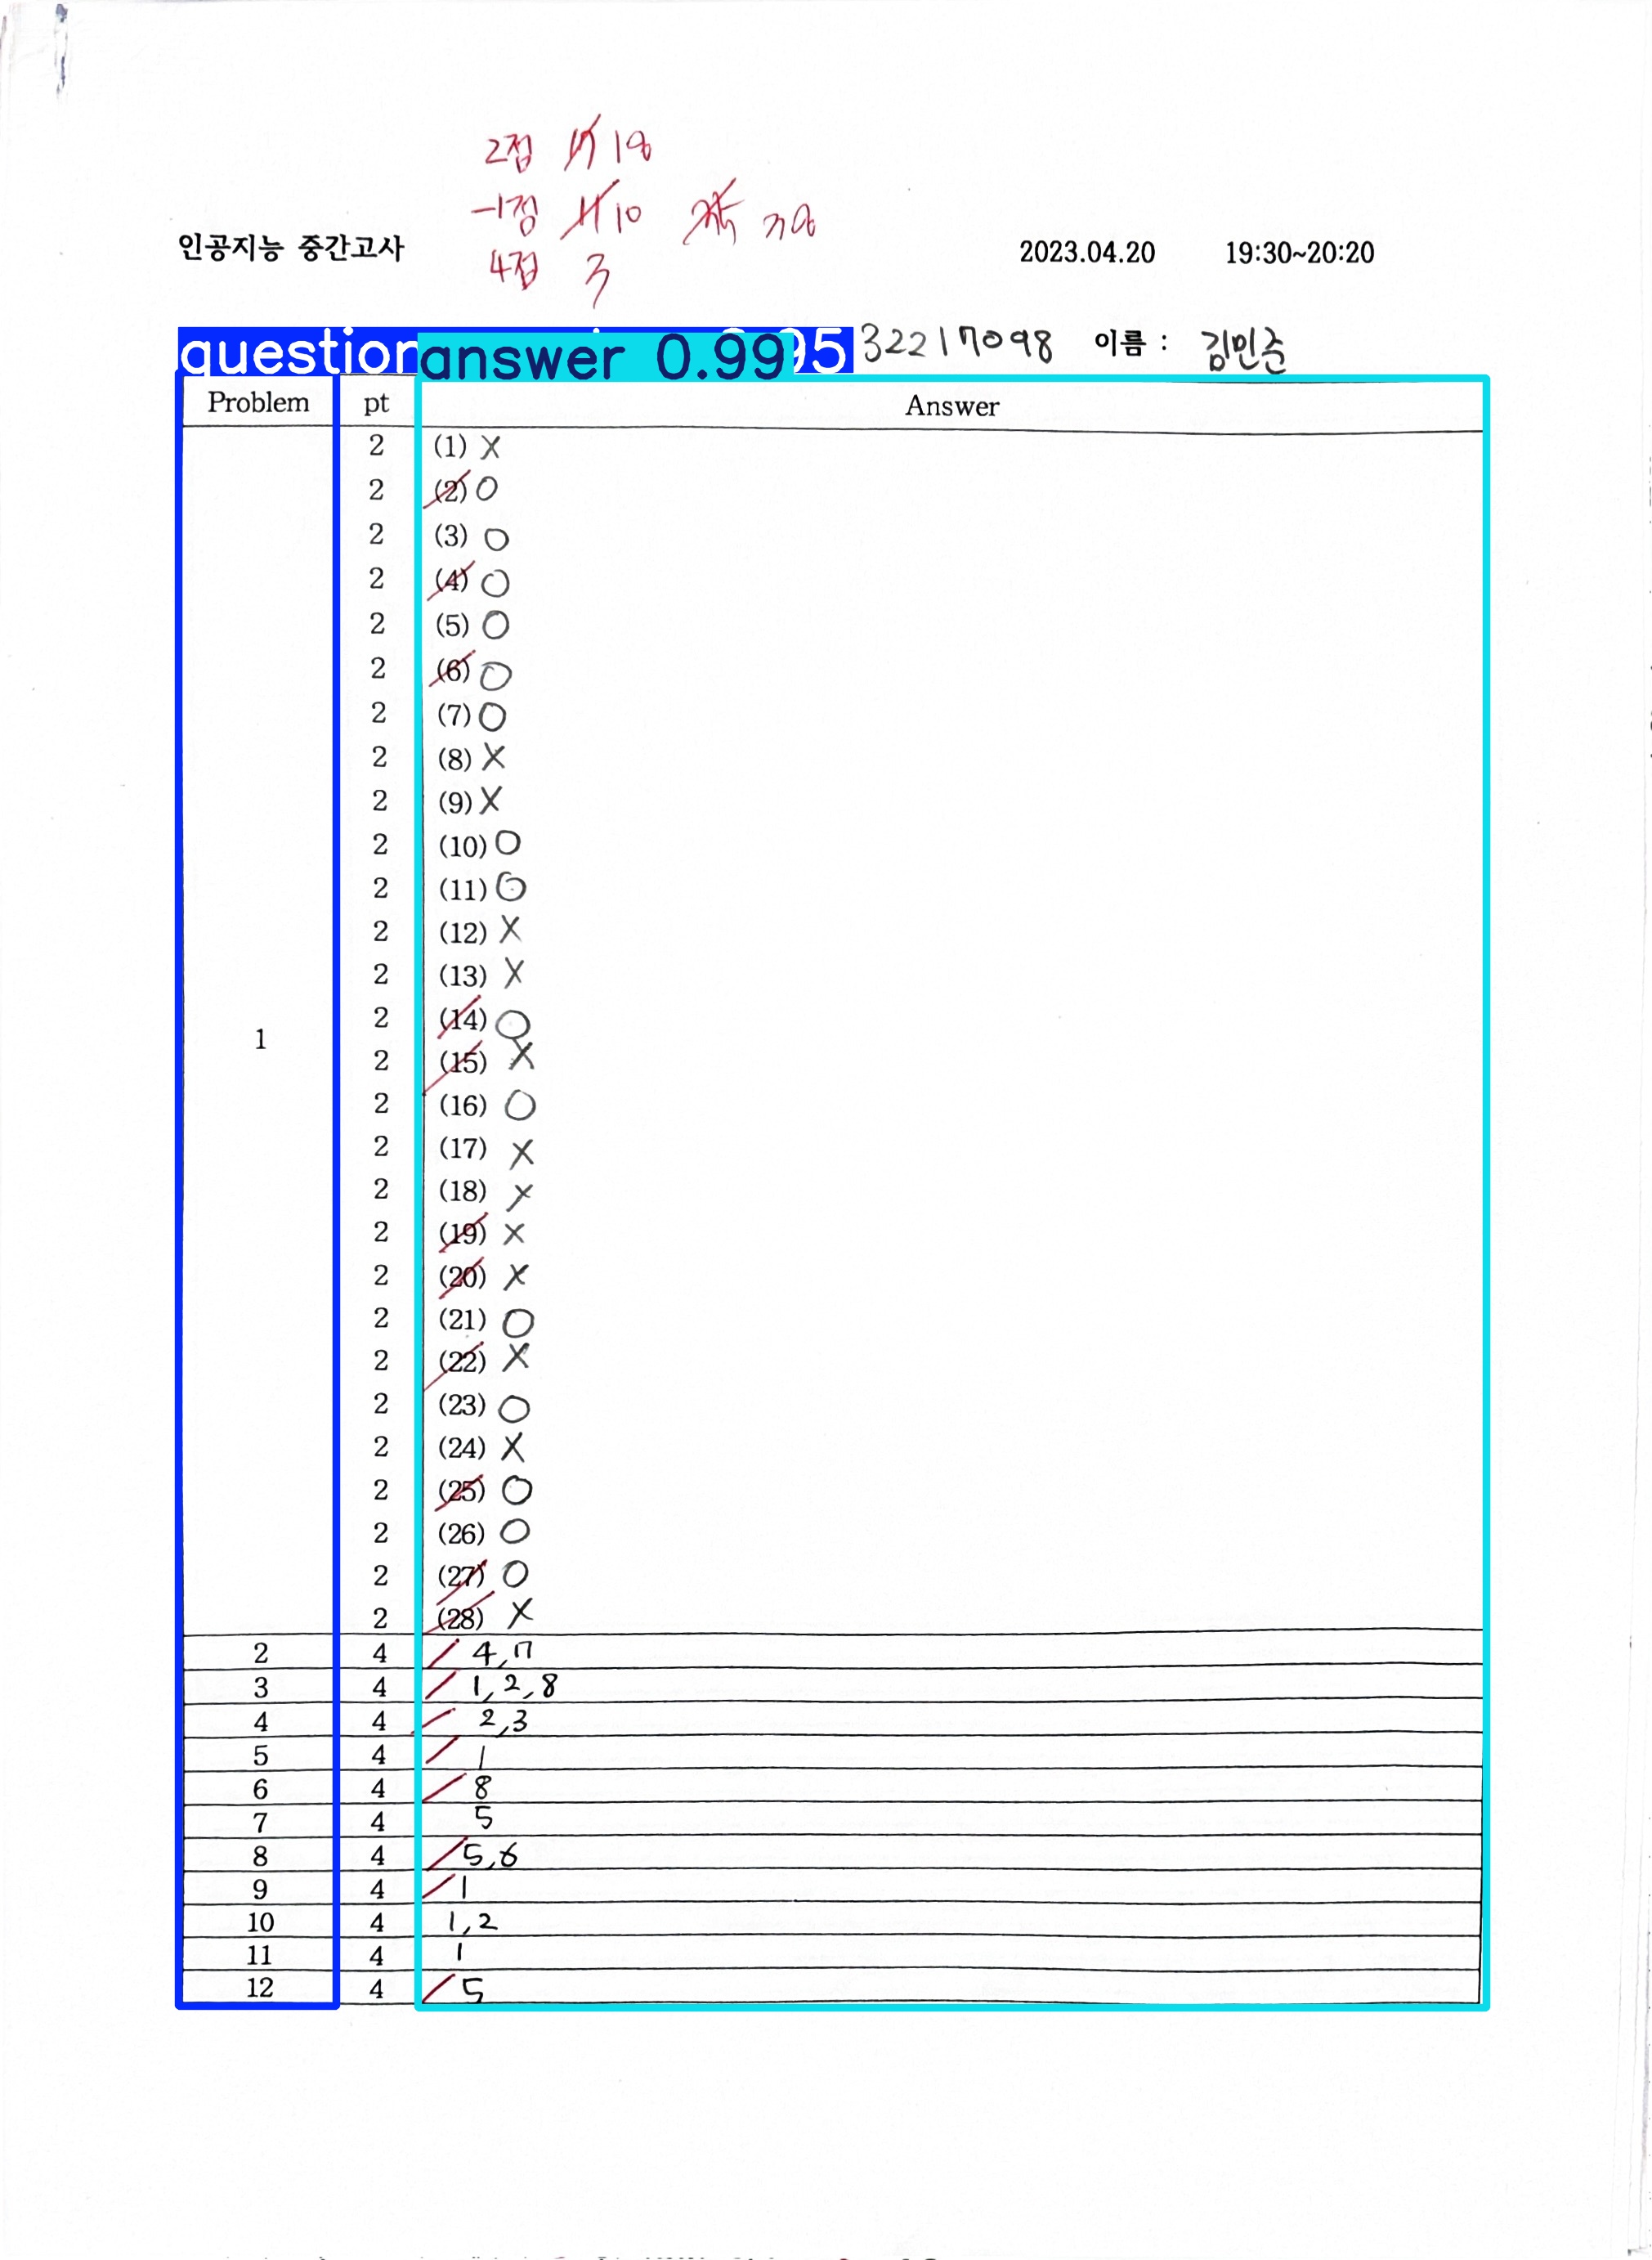 2점 18
-1점 10
인공지능 중간고사
4점 3
2023.04.20 19:30~20:20
question answer 0.99 95 32217098 이름 : 김민준
Problem pt Answer
2 (1) X
2 (2) O
2 (3) O
2 (4) O
2 (5) O
2 (6) O
2 (7) O
2 (8) X
2 (9) X
2 (10) O
2 (11) O
2 (12) X
2 (13) X
2 (14) O
1
2 (15) X
2 (16) O
2 (17) X
2 (18) X
2 (19) X
2 (20) X
2 (21) O
2 (22) X
2 (23) O
2 (24) X
2 (25) O
2 (26) O
2 (27) O
2 (28) X
2 4 4,7
3 4 1,2,8
4 4 2,3
5 4 1
6 4 8
7 4 5
8 4 5,6
9 4 1
10 4 1,2
11 4 1
12 4 5